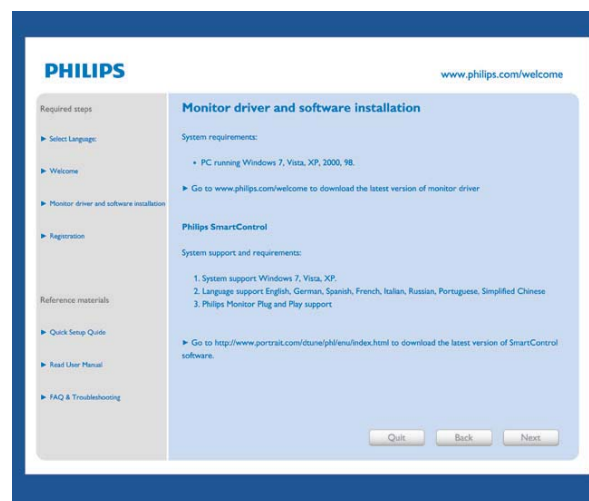 PHILIPS
www.philips.com/welcome
Required steps
Select Language:
Welcome
Monitor driver and software installation
Registration
Reference materials
Quick Setup Quide
Read User Manual
FAQ & Troubleshooting
Monitor driver and software installation
System requirements:
• PC running Windows 7, Vista, XP, 2000, 98.
► Go to www.philips.com/welcome to download the latest version of monitor driver
Philips SmartControl
System support and requirements:
1. System support Windows 7, Vista, XP.
2. Language support English, German, Spanish, French, Italian, Russian, Portuguese, Simplified Chinese
3. Philips Monitor Plug and Play support
► Go to http://www.portrait.com/dtune/phl/enu/index.html to download the latest version of SmartControl
software.
Quit
Back
Next